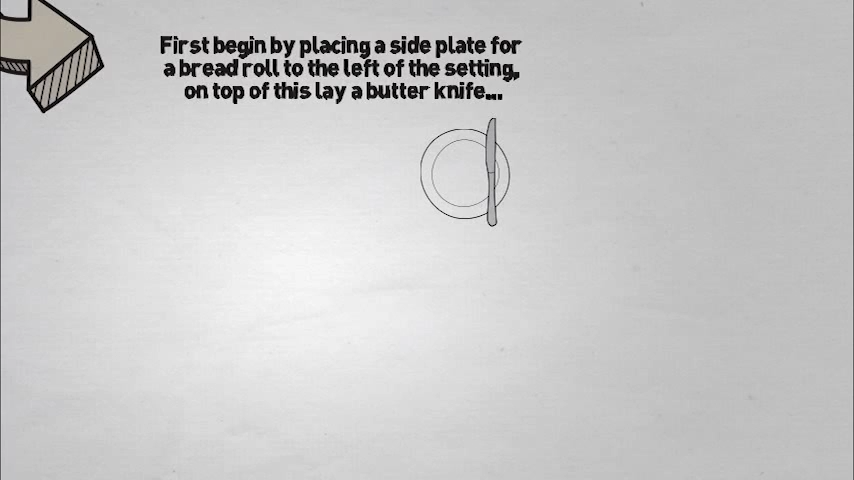 First begin by placing a side plate for
a bread roll to the left of the setting,
on top of this lay a butter knife...